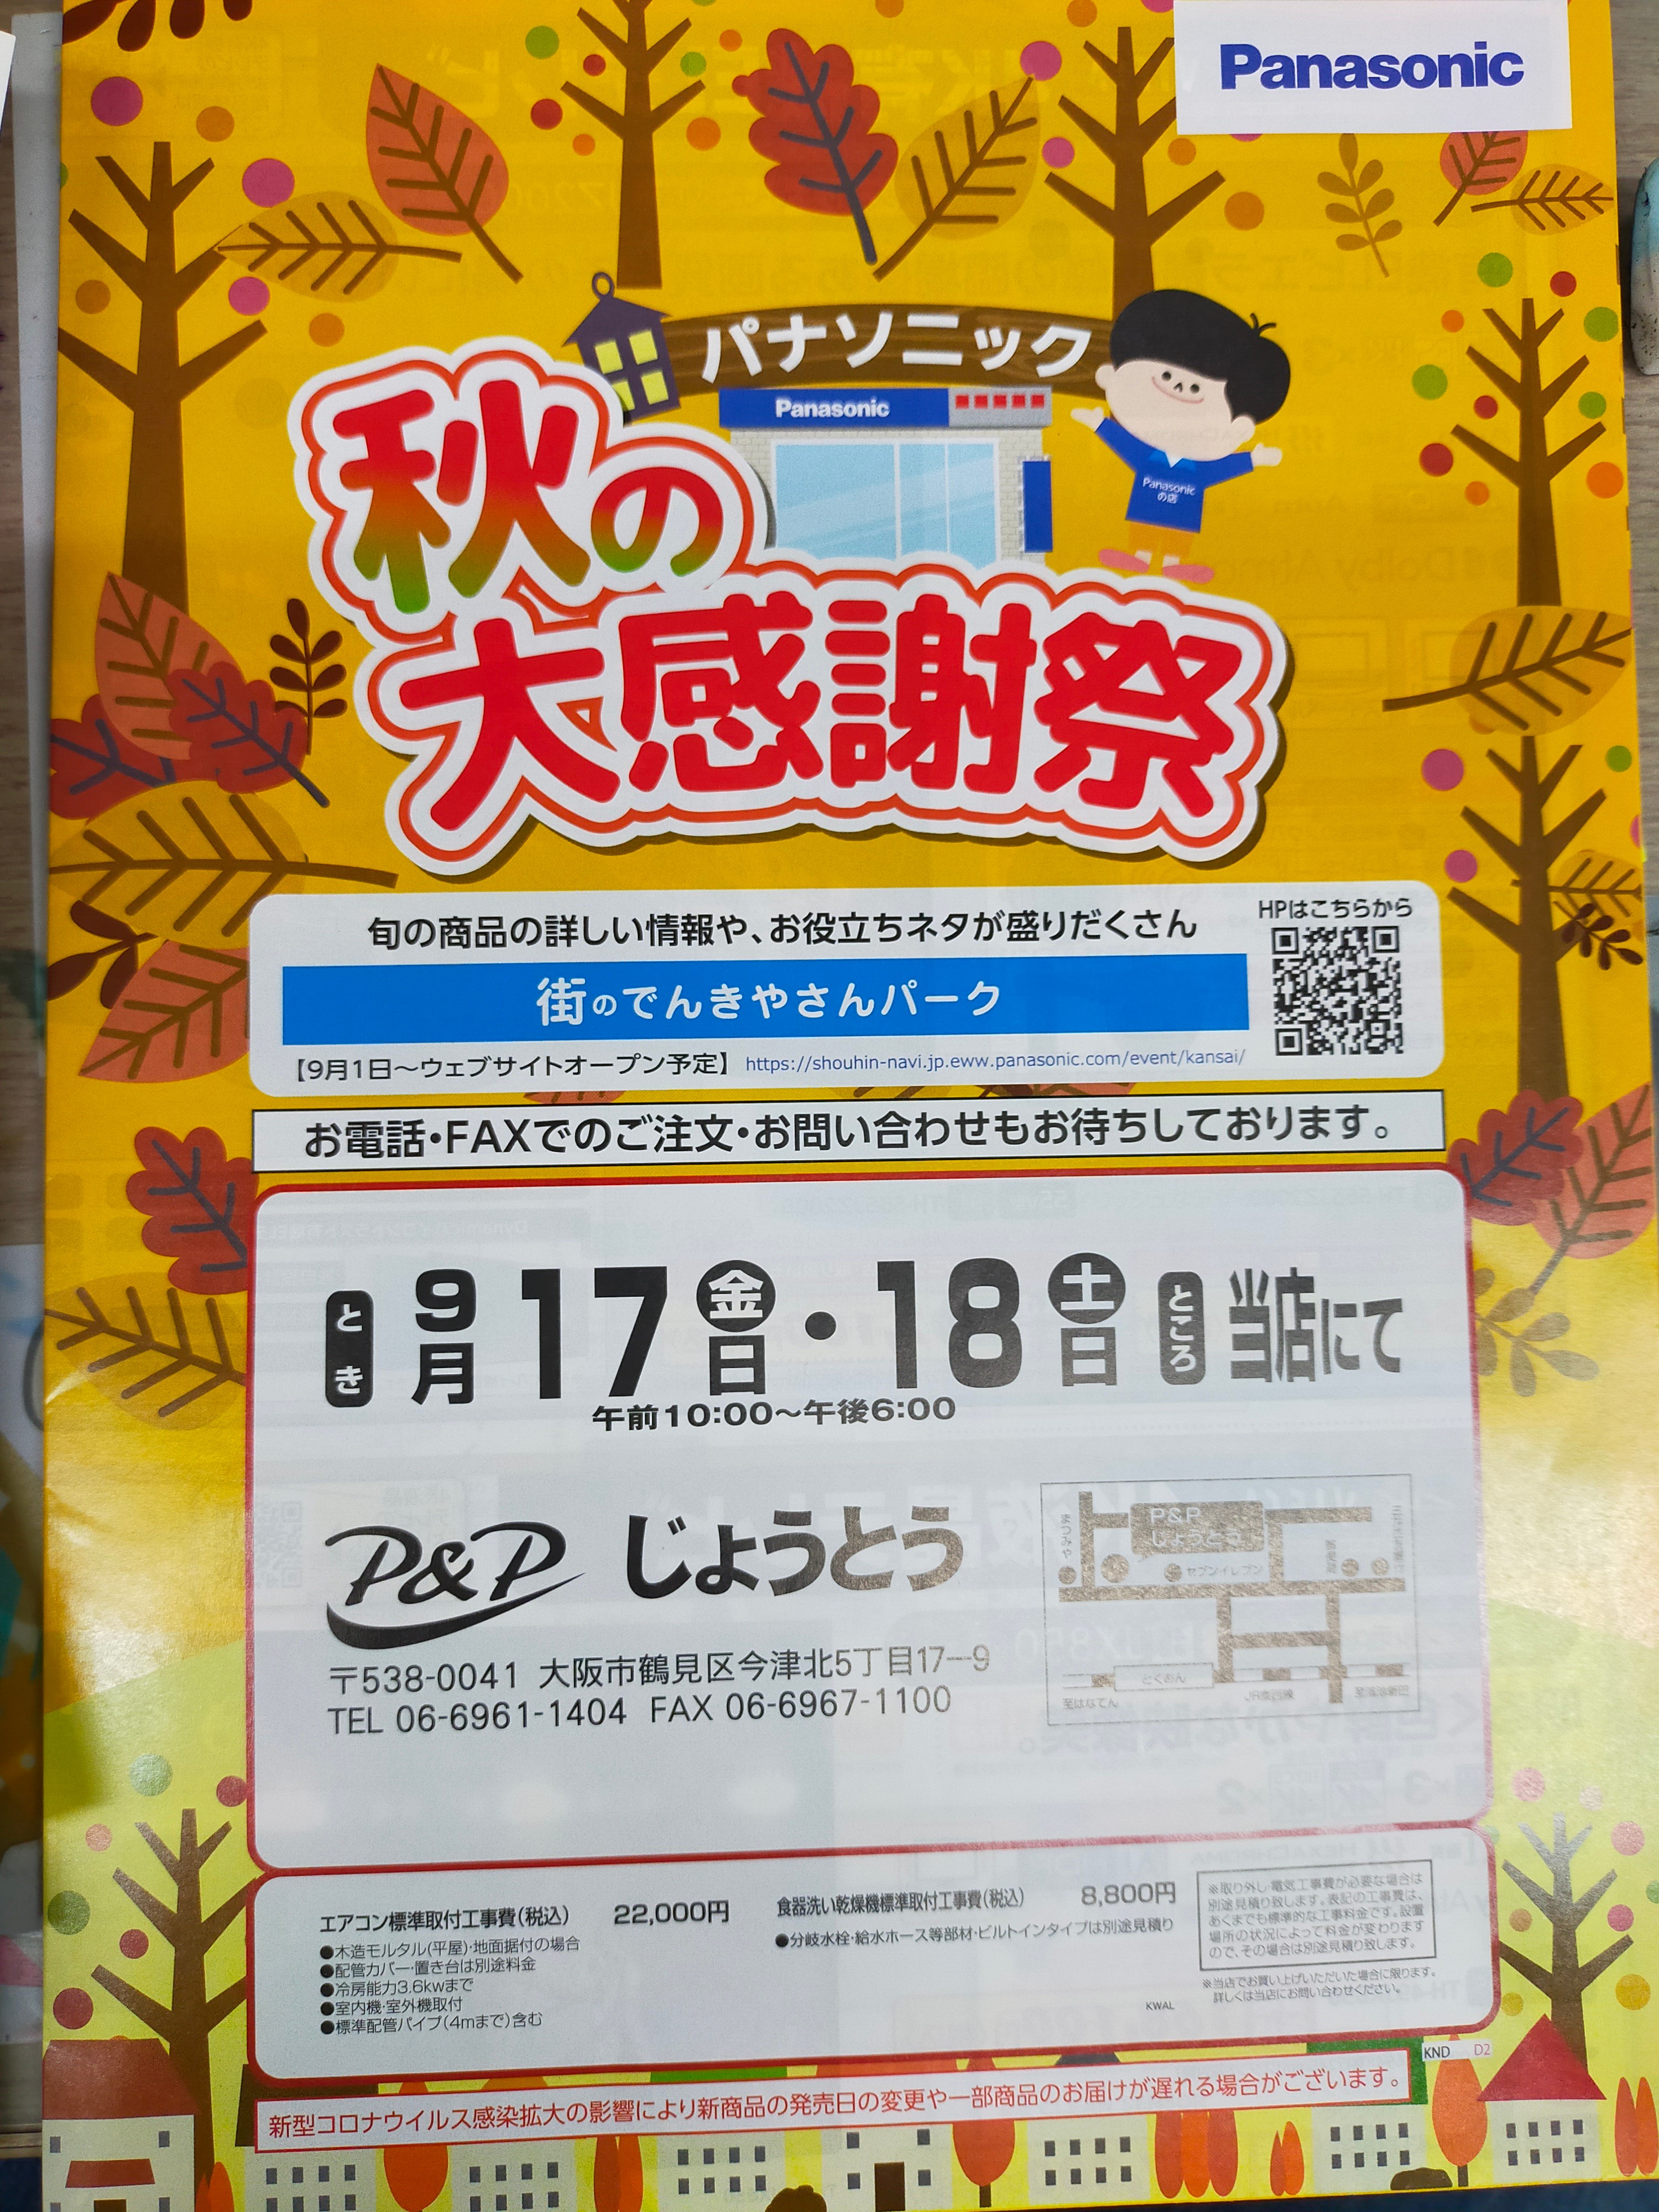 Panasonic
パナソニック
Panasonic
Panasonic
の店
秋の
大感謝祭
旬の商品の詳しい情報や、お役立ちネタが盛りだくさん
HPはこちらから
街のでんきやさんパーク
【9月1日〜ウェブサイトオープン予定】 https://shouhin-navi.jp.eww.panasonic.com/event/kansai/
お電話・FAXでのご注文・お問い合わせもお待ちしております。
とき 9月17金日・18土日 ところ 当店にて
午前10:00〜午後6:00
P&P じょうとう
P&P
じょうとう
まつみや
セブンイレブン
とくおん
至はなてん
〒538-0041 大阪市鶴見区今津北5丁目17-9
TEL 06-6961-1404 FAX 06-6967-1100
エアコン標準取付工事費(税込) 22,000円
●木造モルタル(平屋)・地面据付の場合
●配管カバー・置き台は別途料金
●冷房能力3.6kwまで
●室内機・室外機取付
●標準配管パイプ(4mまで)含む
食器洗い乾燥機標準取付工事費(税込) 8,800円
●分岐水栓・給水ホース等部材・ビルトインタイプは別途見積り
※取り外し・電気工事費が必要な場合は
別途見積り致します。表記の工事費は、
あくまでも標準的な工事料金です。設置
場所の状況によって料金が変わります
ので、その場合は別途見積り致します。
※当店でお買い上げいただいた場合に限ります。
詳しくは当店にお問い合わせください。
KWAL
KND D2
新型コロナウイルス感染拡大の影響により新商品の発売日の変更や一部商品のお届けが遅れる場合がございます。